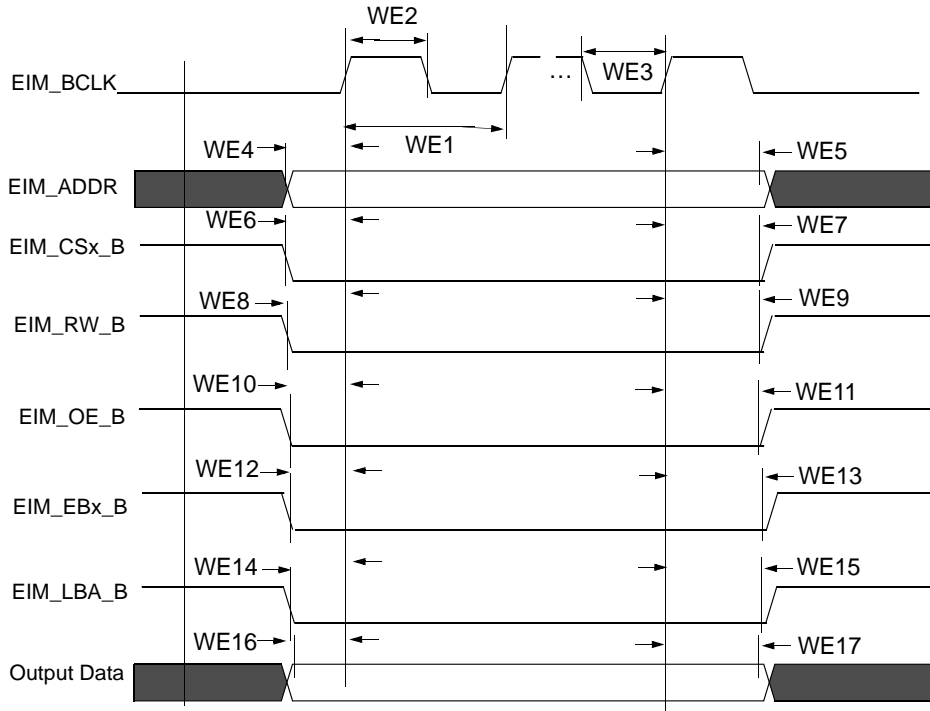 WE2
EIM_BCLK
...
WE3
WE4
WE1
WE5
EIM_ADDR
WE6
WE7
EIM_CSx_B
WE8
WE9
EIM_RW_B
WE10
WE11
EIM_OE_B
WE12
WE13
EIM_EBx_B
WE14
WE15
EIM_LBA_B
WE16
WE17
Output Data